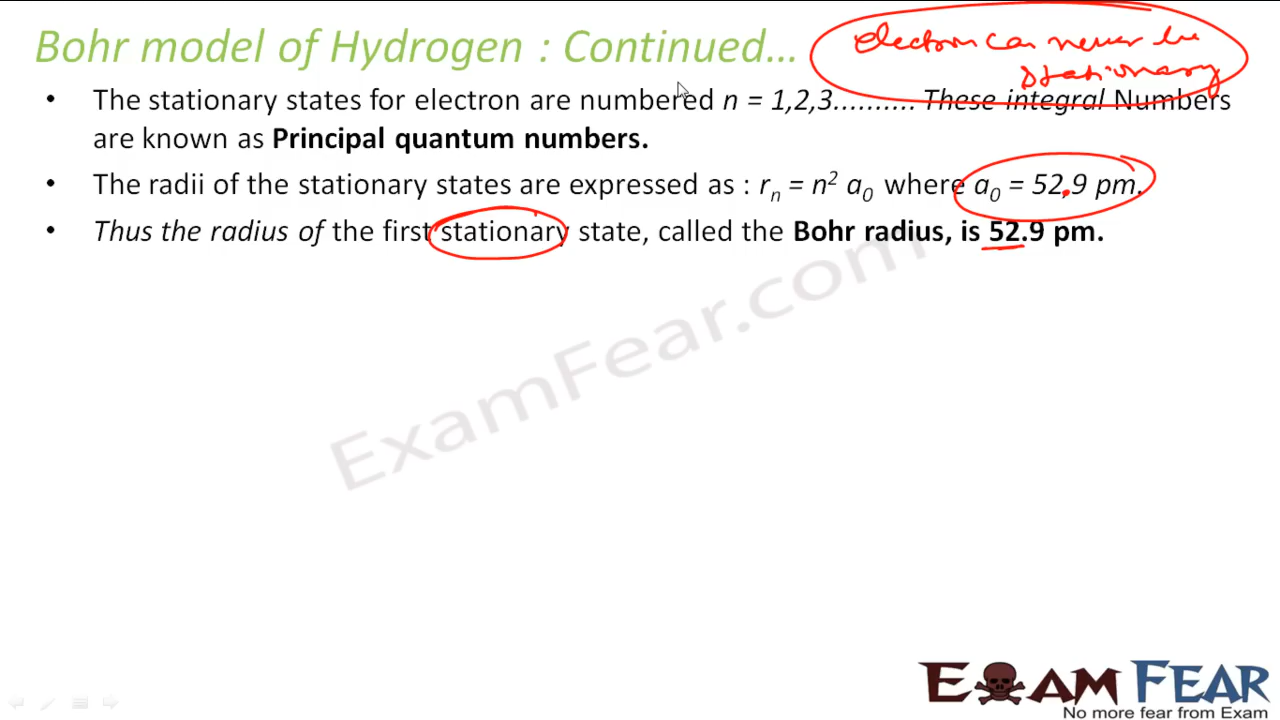 Bohr model of Hydrogen : Continued...
electron can never be
stationary
• The stationary states for electron are numbered n = 1,2,3.......... These integral Numbers
are known as Principal quantum numbers.
• The radii of the stationary states are expressed as : rₙ = n² a₀ where a₀ = 52.9 pm.
• Thus the radius of the first stationary state, called the Bohr radius, is 52.9 pm.
ExamFear.com
EXAM FEAR
No more fear from Exam